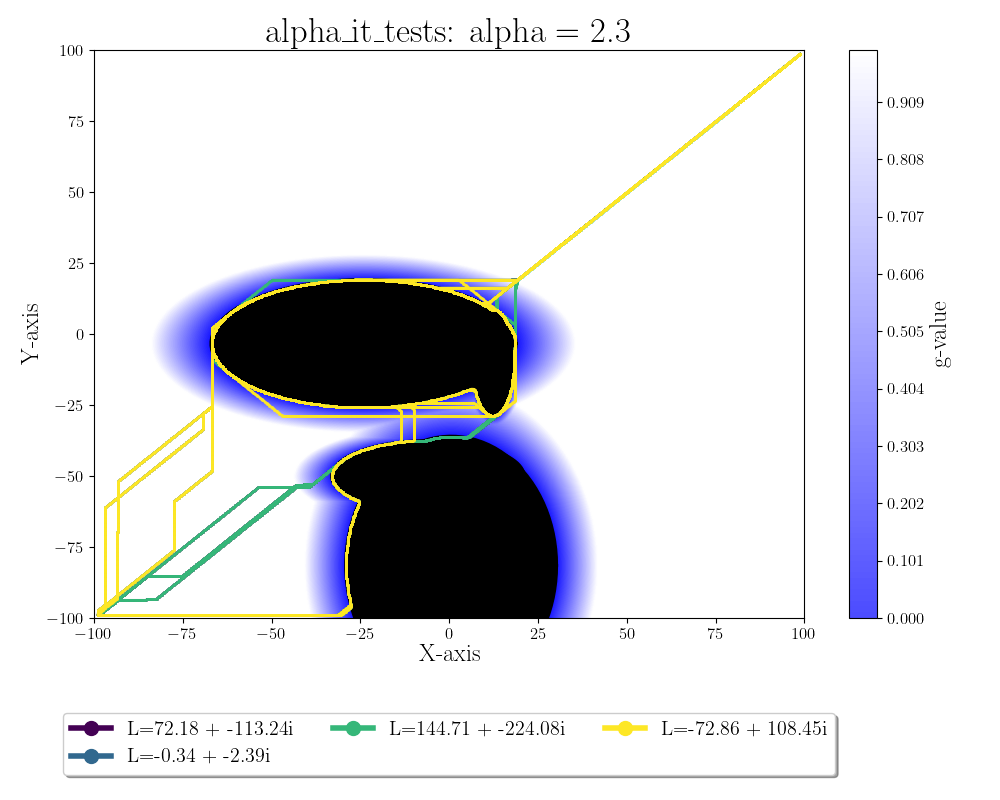 alpha_it_tests: alpha = 2.3
100
75
50
25
0
−25
−50
−75
−100
Y-axis
−100 −75 −50 −25 0 25 50 75 100
X-axis
0.909
0.808
0.707
0.606
0.505
0.404
0.303
0.202
0.101
0.000
g-value
L=72.18 + -113.24i L=144.71 + -224.08i L=-72.86 + 108.45i
L=-0.34 + -2.39i